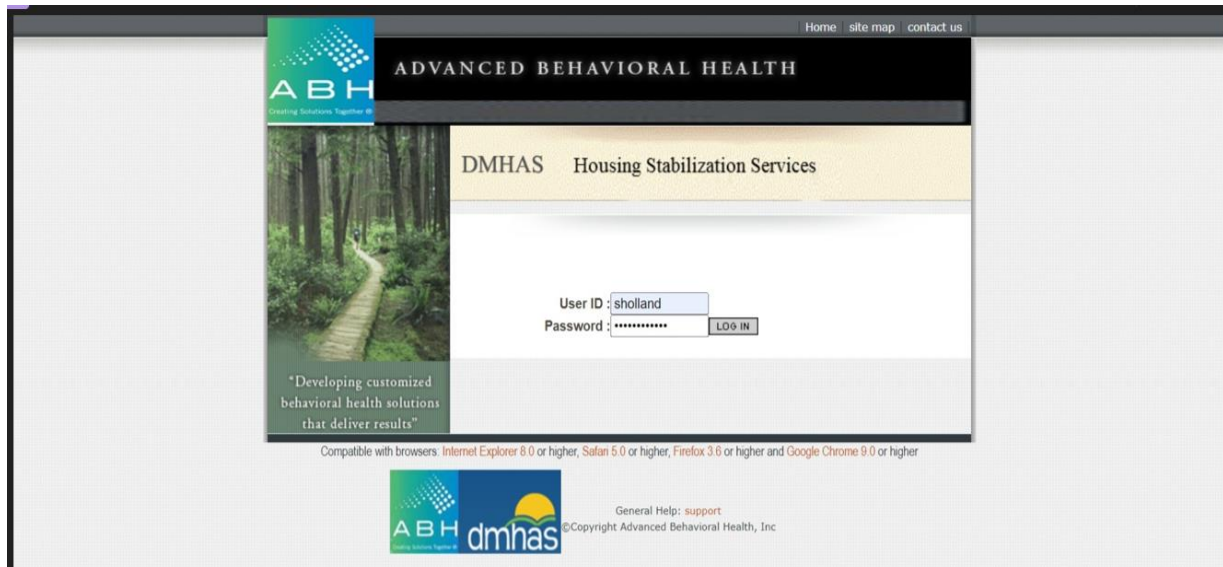 Home site map contact us
ABH
Creating Solutions Together ®
ADVANCED BEHAVIORAL HEALTH
DMHAS Housing Stabilization Services
User ID : sholland
Password : ••••••••••••
LOG IN
"Developing customized
behavioral health solutions
that deliver results"
Compatible with browsers: Internet Explorer 8.0 or higher, Safari 5.0 or higher, Firefox 3.6 or higher and Google Chrome 9.0 or higher
ABH
Creating Solutions Together ®
dmhas
General Help: support
©Copyright Advanced Behavioral Health, Inc